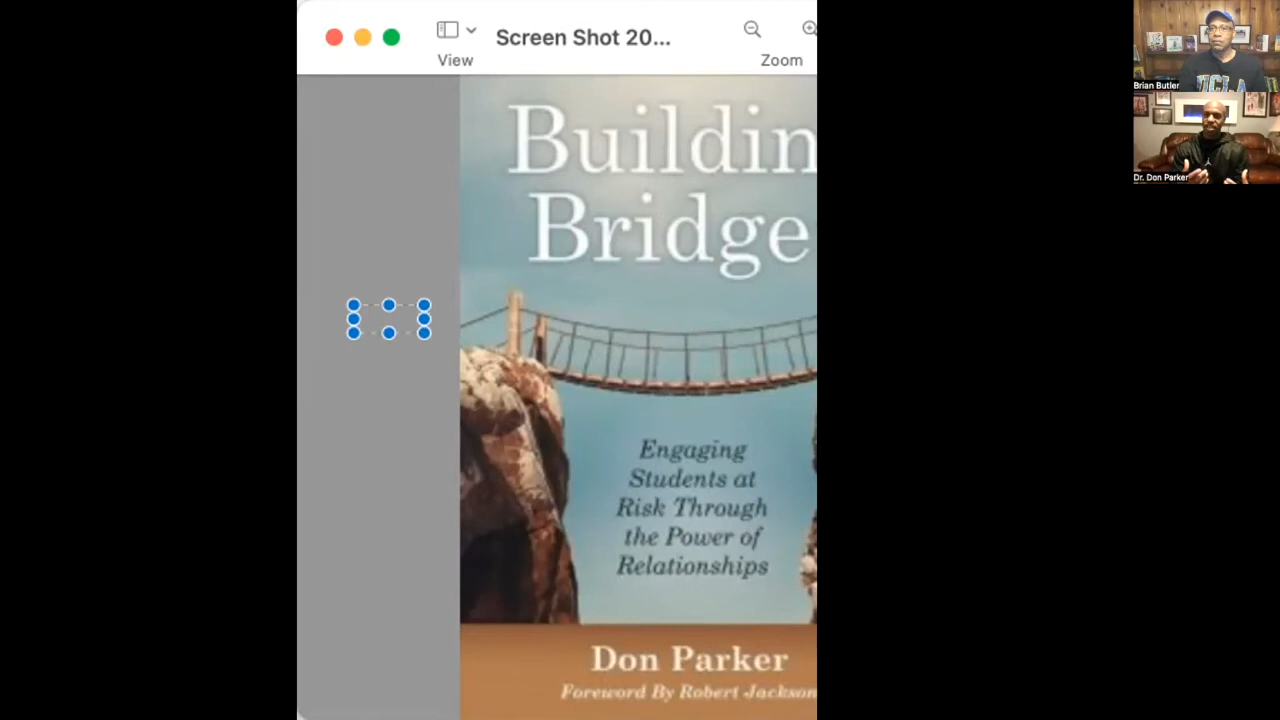 Screen Shot 20...
View
Zoom
Buildin
Bridge
Engaging
Students at
Risk Through
the Power of
Relationships
Don Parker
Foreword By Robert Jackson
Brian Butler
UCLA
Dr. Don Parker